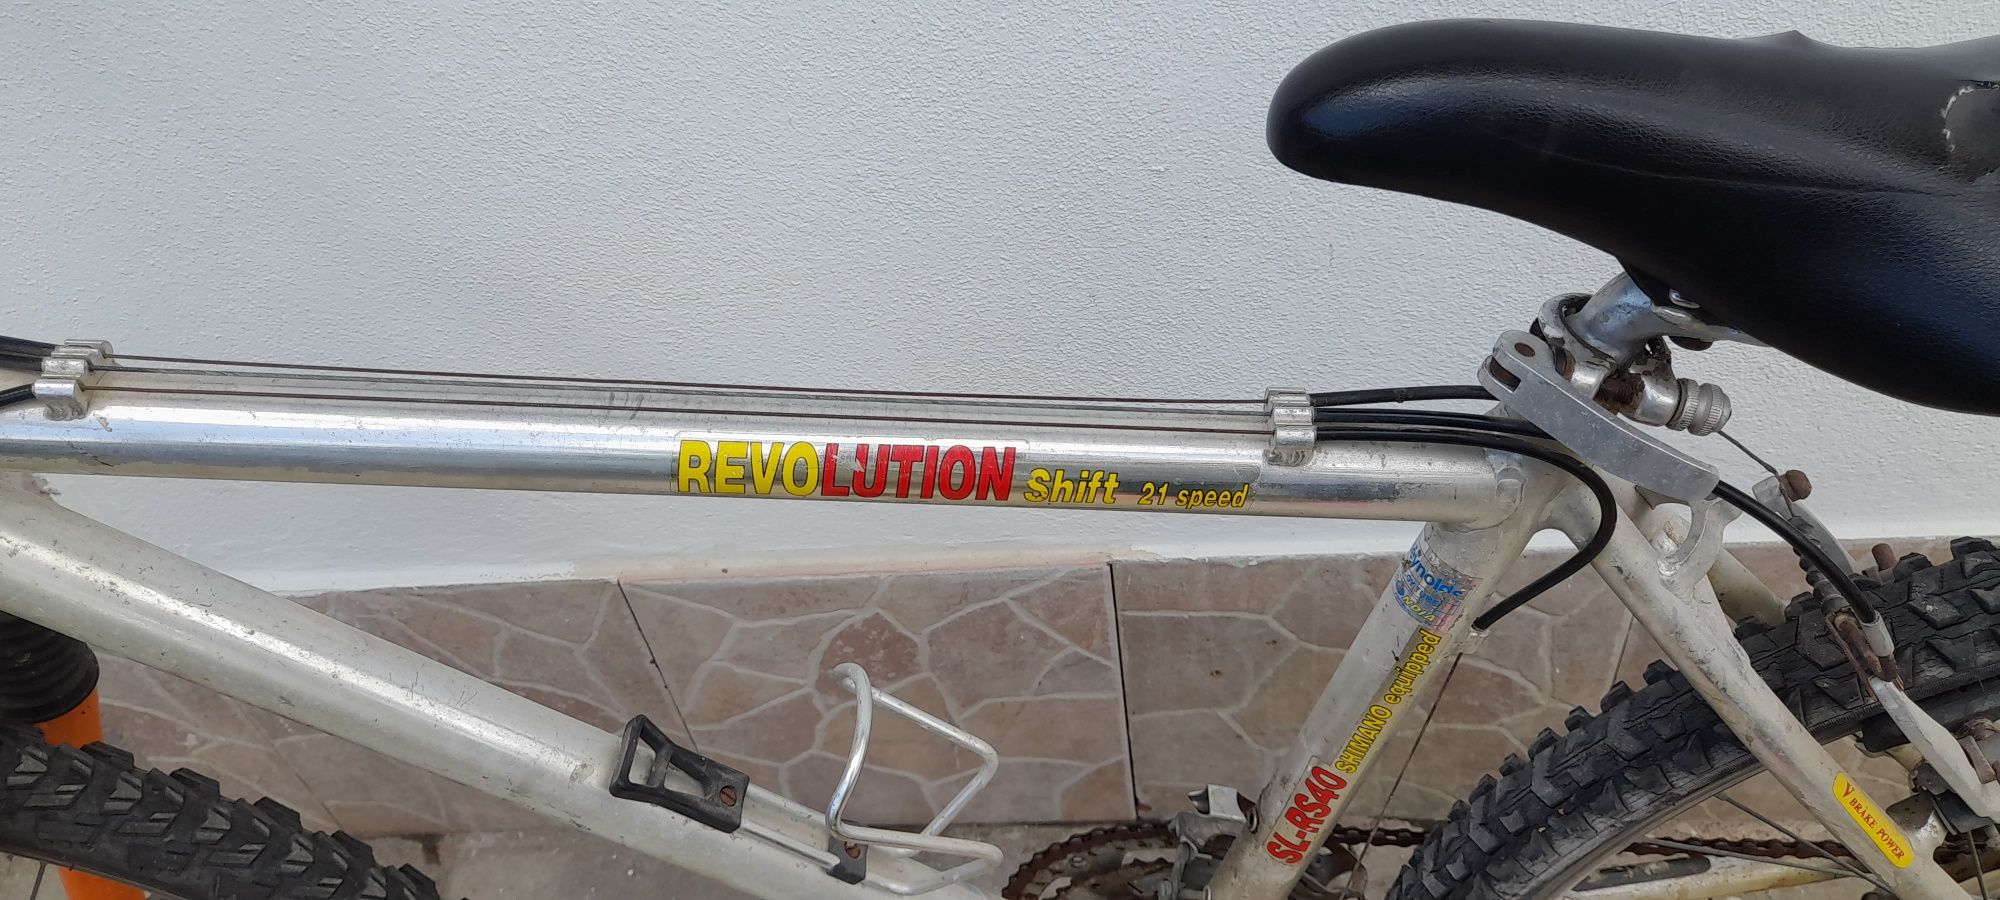 REVOLUTION Shift 21 speed
SHIMANO equipped
SL-RS40
V BRAKE POWER